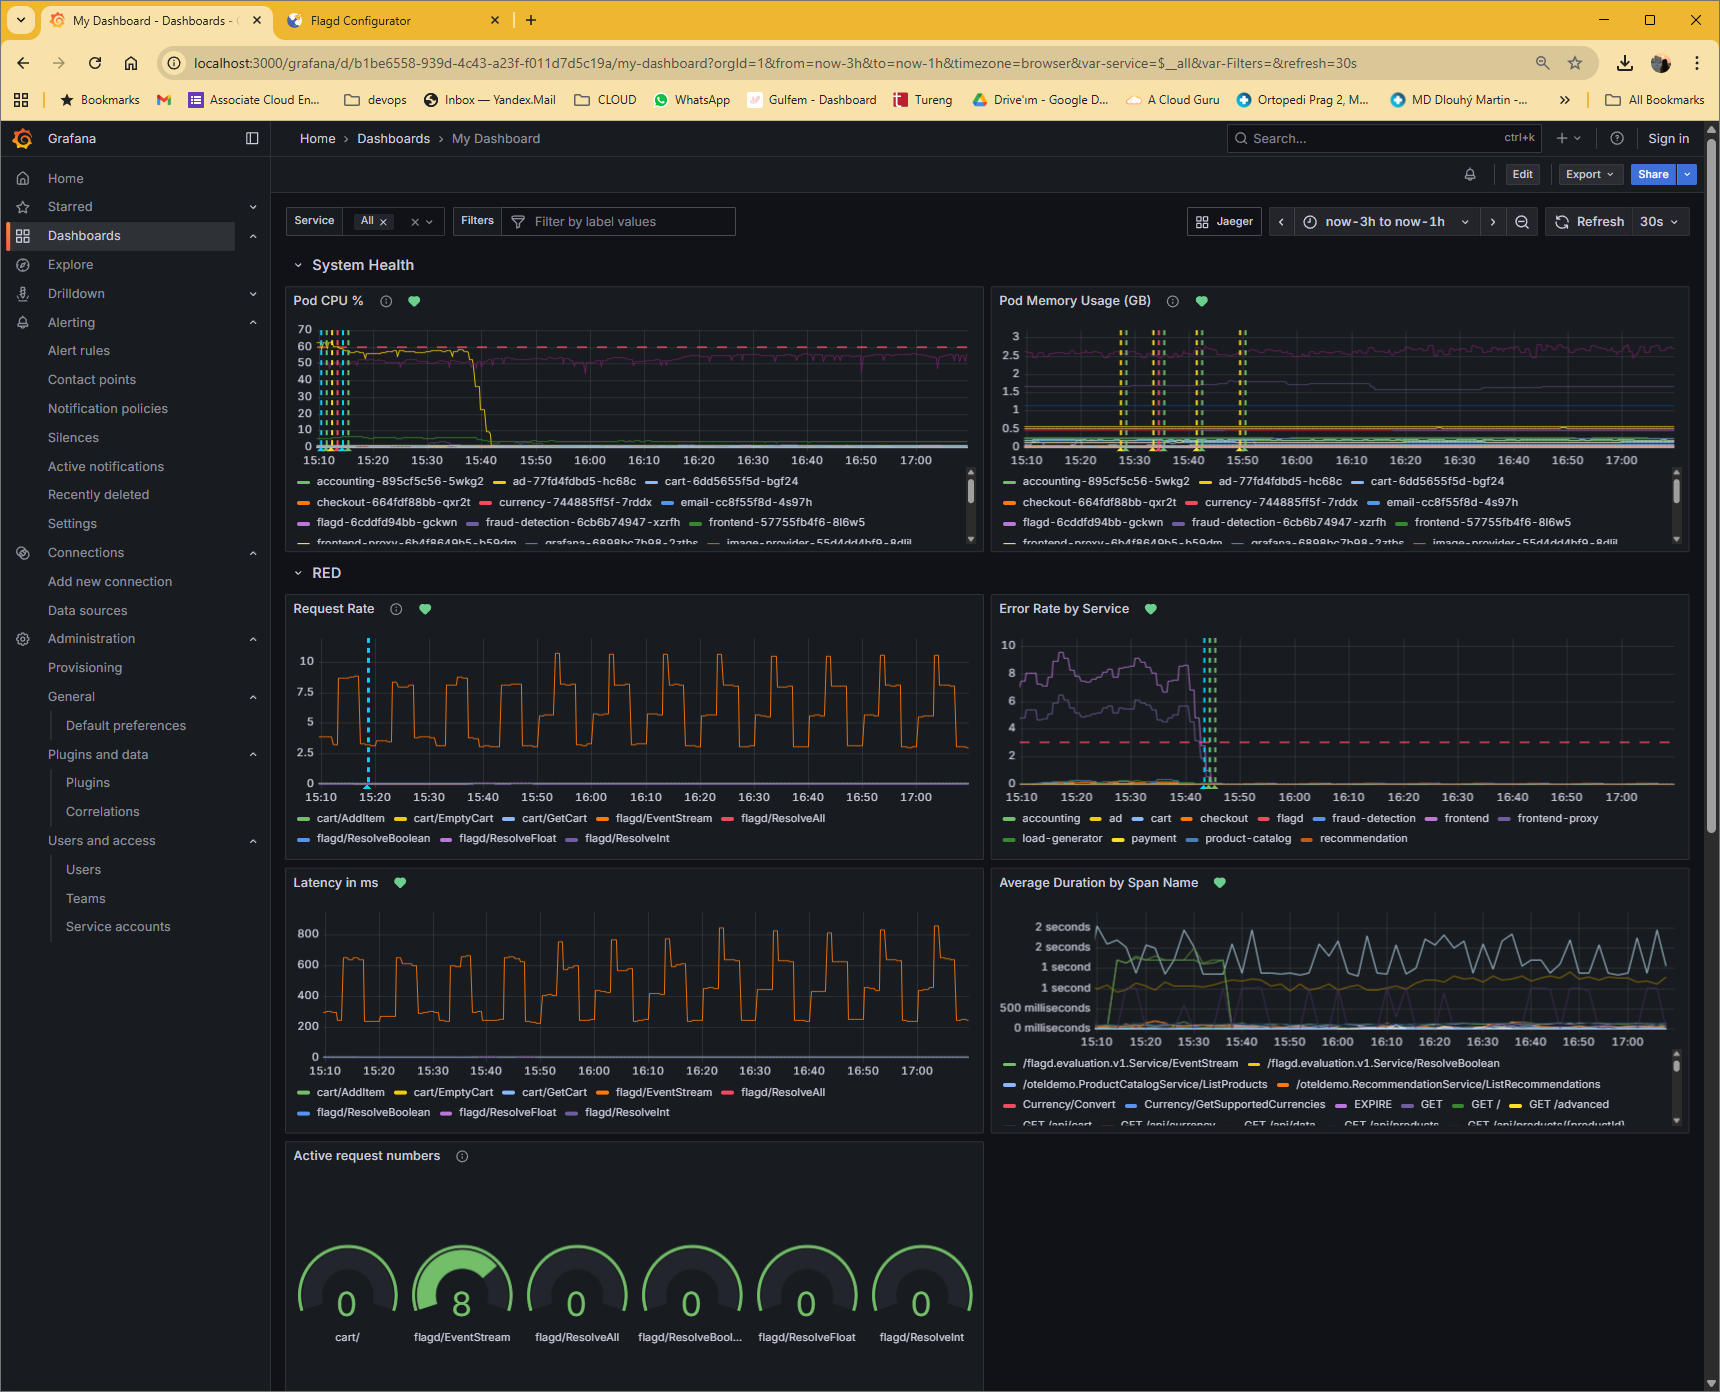 My Dashboard - Dashboards -
Flagd Configurator
localhost:3000/grafana/d/b1be6558-939d-4c43-a23f-f011d7d5c19a/my-dashboard?orgId=1&from=now-3h&to=now-1h&timezone=browser&var-service=$__all&var-Filters=&refresh=30s
Bookmarks
Associate Cloud En...
devops
Inbox — Yandex.Mail
CLOUD
WhatsApp
Gulfem - Dashboard
Tureng
Drive'ım - Google D...
A Cloud Guru
Ortopedi Prag 2, M...
MD Dlouhý Martin -...
All Bookmarks
Grafana
Home › Dashboards › My Dashboard
Search...
ctrl+k
Sign in
Edit
Export
Share
Home
Starred
Dashboards
Explore
Drilldown
Alerting
Alert rules
Contact points
Notification policies
Silences
Active notifications
Recently deleted
Settings
Connections
Add new connection
Data sources
Administration
Provisioning
General
Default preferences
Plugins and data
Plugins
Correlations
Users and access
Users
Teams
Service accounts
Service
All
Filters
Filter by label values
Jaeger
now-3h to now-1h
Refresh
30s
System Health
Pod CPU %
70
60
50
40
30
20
10
0
15:10 15:20 15:30 15:40 15:50 16:00 16:10 16:20 16:30 16:40 16:50 17:00
accounting-895cf5c56-5wkg2 ad-77fd4fdbd5-hc68c cart-6dd5655f5d-bgf24
checkout-664fdf88bb-qxr2t currency-744885ff5f-7rddx email-cc8f55f8d-4s97h
flagd-6cddfd94bb-gckwn fraud-detection-6cb6b74947-xzrfh frontend-57755fb4f6-8l6w5
frontend-proxy-6b4f8649b5-b59dm grafana-6898bc7b98-2ztbs image-provider-55d4dd4bf9-8dljl
Pod Memory Usage (GB)
3
2.5
2
1.5
1
0.5
0
15:10 15:20 15:30 15:40 15:50 16:00 16:10 16:20 16:30 16:40 16:50 17:00
accounting-895cf5c56-5wkg2 ad-77fd4fdbd5-hc68c cart-6dd5655f5d-bgf24
checkout-664fdf88bb-qxr2t currency-744885ff5f-7rddx email-cc8f55f8d-4s97h
flagd-6cddfd94bb-gckwn fraud-detection-6cb6b74947-xzrfh frontend-57755fb4f6-8l6w5
frontend-proxy-6b4f8649b5-b59dm grafana-6898bc7b98-2ztbs image-provider-55d4dd4bf9-8dljl
RED
Request Rate
10
7.5
5
2.5
0
15:10 15:20 15:30 15:40 15:50 16:00 16:10 16:20 16:30 16:40 16:50 17:00
cart/AddItem cart/EmptyCart cart/GetCart flagd/EventStream flagd/ResolveAll
flagd/ResolveBoolean flagd/ResolveFloat flagd/ResolveInt
Error Rate by Service
10
8
6
4
2
0
15:10 15:20 15:30 15:40 15:50 16:00 16:10 16:20 16:30 16:40 16:50 17:00
accounting ad cart checkout flagd fraud-detection frontend frontend-proxy
load-generator payment product-catalog recommendation
Latency in ms
800
600
400
200
0
15:10 15:20 15:30 15:40 15:50 16:00 16:10 16:20 16:30 16:40 16:50 17:00
cart/AddItem cart/EmptyCart cart/GetCart flagd/EventStream flagd/ResolveAll
flagd/ResolveBoolean flagd/ResolveFloat flagd/ResolveInt
Average Duration by Span Name
2 seconds
2 seconds
1 second
1 second
500 milliseconds
0 milliseconds
15:10 15:20 15:30 15:40 15:50 16:00 16:10 16:20 16:30 16:40 16:50 17:00
/flagd.evaluation.v1.Service/EventStream /flagd.evaluation.v1.Service/ResolveBoolean
/oteldemo.ProductCatalogService/ListProducts /oteldemo.RecommendationService/ListRecommendations
Currency/Convert Currency/GetSupportedCurrencies EXPIRE GET GET / GET /advanced
GET /api/cart GET /api/currency GET /api/data GET /api/products GET /api/products/{productId}
Active request numbers
0 8 0 0 0 0
cart/ flagd/EventStream flagd/ResolveAll flagd/ResolveBool... flagd/ResolveFloat flagd/ResolveInt